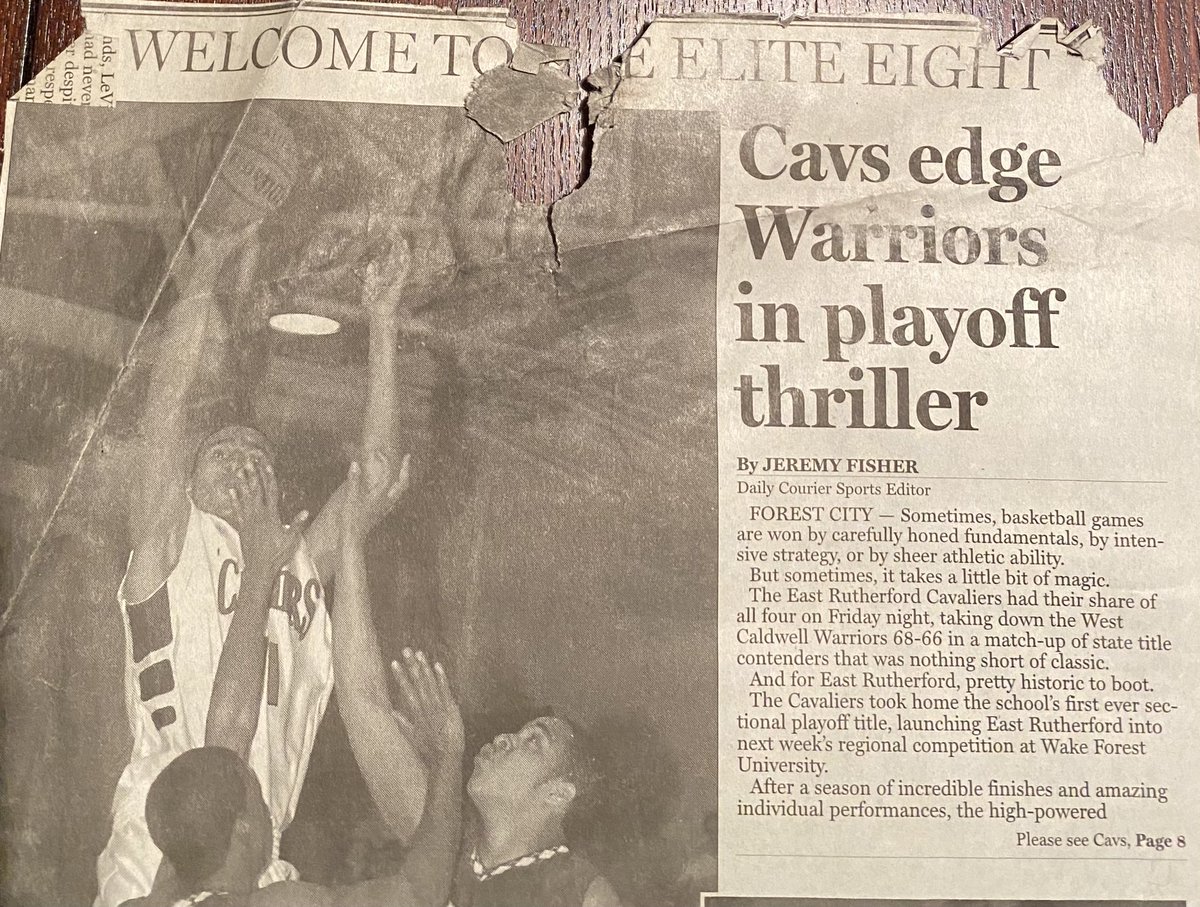 WELCOME TO E ELITE EIGHT
nds, LeV
had never
r despi
respo
Cavs edge
Warriors
in playoff
thriller
By JEREMY FISHER
Daily Courier Sports Editor
FOREST CITY — Sometimes, basketball games
are won by carefully honed fundamentals, by inten-
sive strategy, or by sheer athletic ability.
But sometimes, it takes a little bit of magic.
The East Rutherford Cavaliers had their share of
all four on Friday night, taking down the West
Caldwell Warriors 68-66 in a match-up of state title
contenders that was nothing short of classic.
And for East Rutherford, pretty historic to boot.
The Cavaliers took home the school's first ever sec-
tional playoff title, launching East Rutherford into
next week's regional competition at Wake Forest
University.
After a season of incredible finishes and amazing
individual performances, the high-powered
Please see Cavs, Page 8